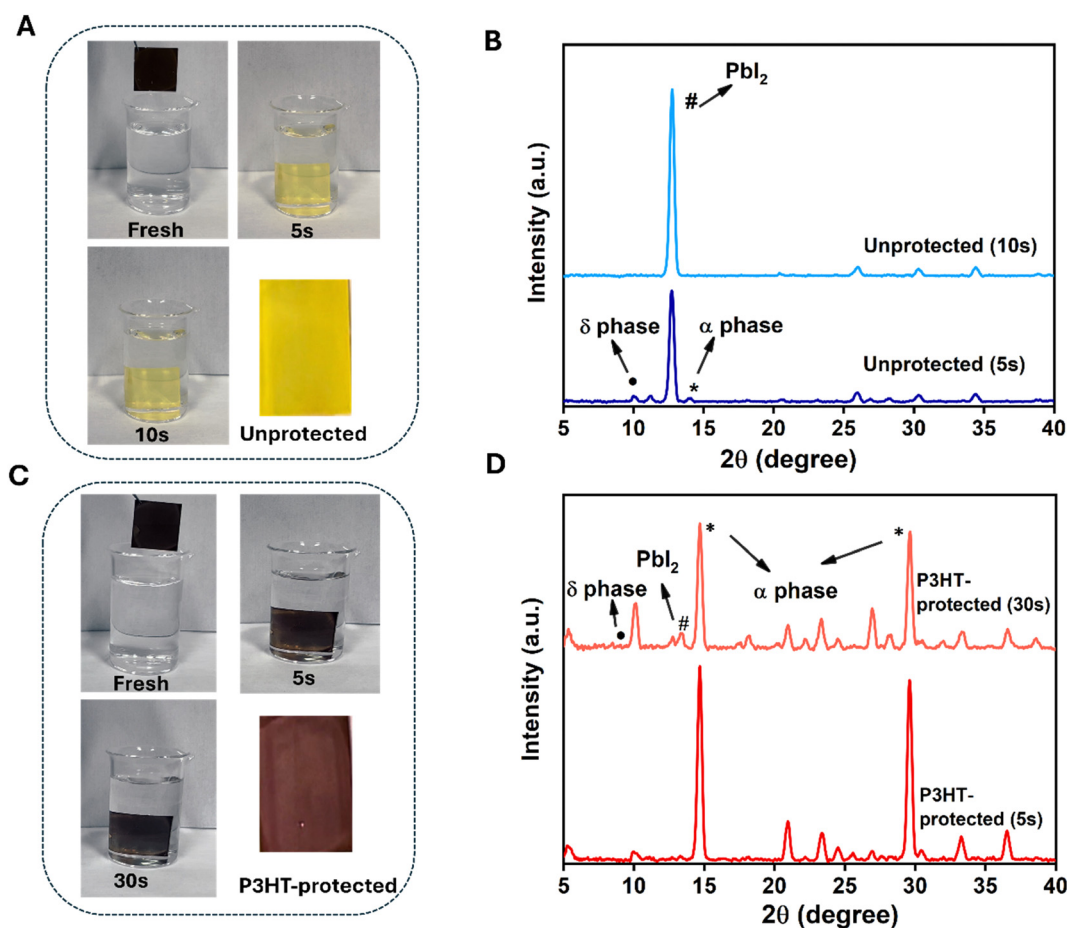 A
Fresh
5s
10s
Unprotected
B
Intensity (a.u.)
# PbI₂
Unprotected (10s)
δ phase
α phase
•
*
Unprotected (5s)
5 10 15 20 25 30 35 40
2θ (degree)
C
Fresh
5s
30s
P3HT-protected
D
Intensity (a.u.)
* *
PbI₂
δ phase
α phase
• #
P3HT-
protected (30s)
P3HT-
protected (5s)
5 10 15 20 25 30 35 40
2θ (degree)